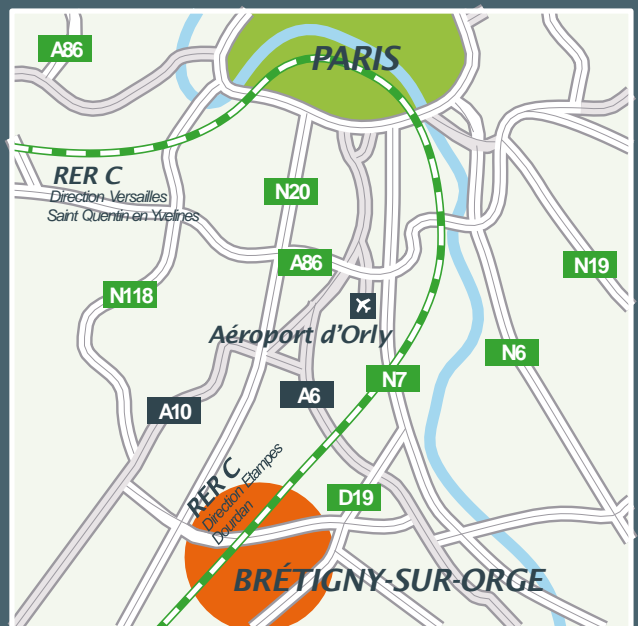 A86
PARIS
RER C
Direction Versailles
Saint Quentin en Yvelines
N20
A86
N19
N118
Aéroport d'Orly
N6
N7
A6
A10
RER C
Direction Etampes
Dourdan
D19
BRÉTIGNY-SUR-ORGE